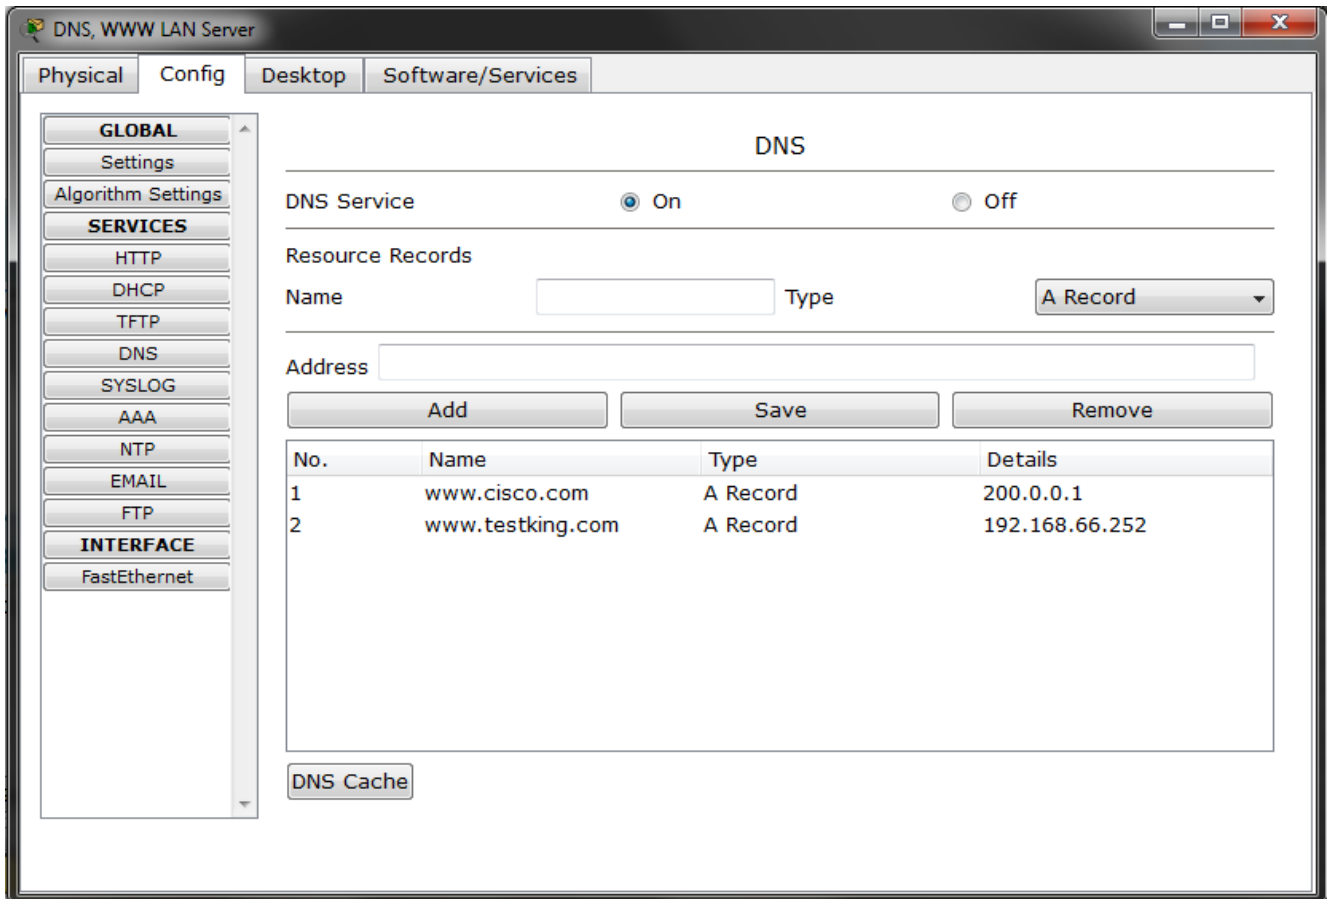 DNS, WWW LAN Server
Physical Config Desktop Software/Services
GLOBAL
Settings
Algorithm Settings
SERVICES
HTTP
DHCP
TFTP
DNS
SYSLOG
AAA
NTP
EMAIL
FTP
INTERFACE
FastEthernet
DNS
DNS Service On Off
Resource Records
Name Type A Record
Address
Add Save Remove
No. Name Type Details
1 www.cisco.com A Record 200.0.0.1
2 www.testking.com A Record 192.168.66.252
DNS Cache